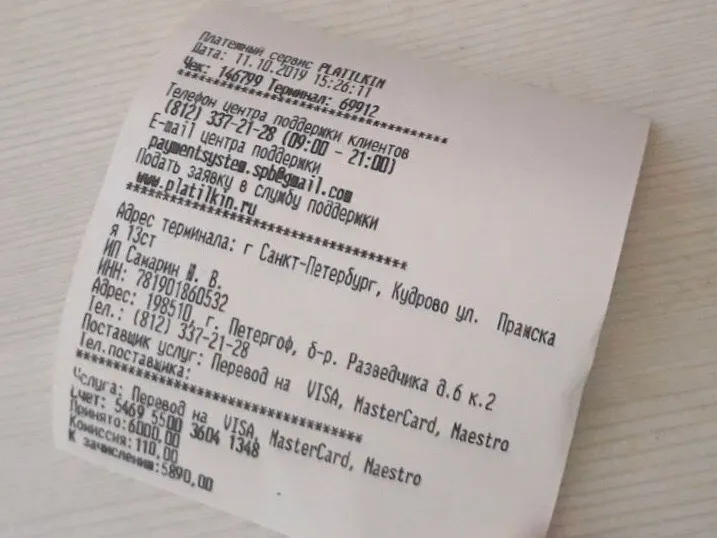 Платежный сервис PLATILKIN
Дата: 11.10.2019 15:26:11
Чек: 146799 Терминал: 69912
********************************
Телефон центра поддержки клиентов
(812) 337-21-28 (09:00 - 21:00)
E-mail центра поддержки
paymentsystem.spb@gmail.com
Подать заявку в службу поддержки
www.platilkin.ru
********************************
Адрес терминала: г Санкт-Петербург, Кудрово ул. Пражска
я 13ст
ИП Самарин М. В.
ИНН: 781901860532
Адрес: 198510, г. Петергоф, б-р. Разведчика д.6 к.2
Тел.: (812) 337-21-28
Поставщик услуг: Перевод на VISA, MasterCard, Maestro
Тел.поставщика:
********************************
Услуга: Перевод на VISA, MasterCard, Maestro
Счет: 5469 5500 3604 1348
Принято:6000.00
Комиссия:110.00
К зачислению:5890.00